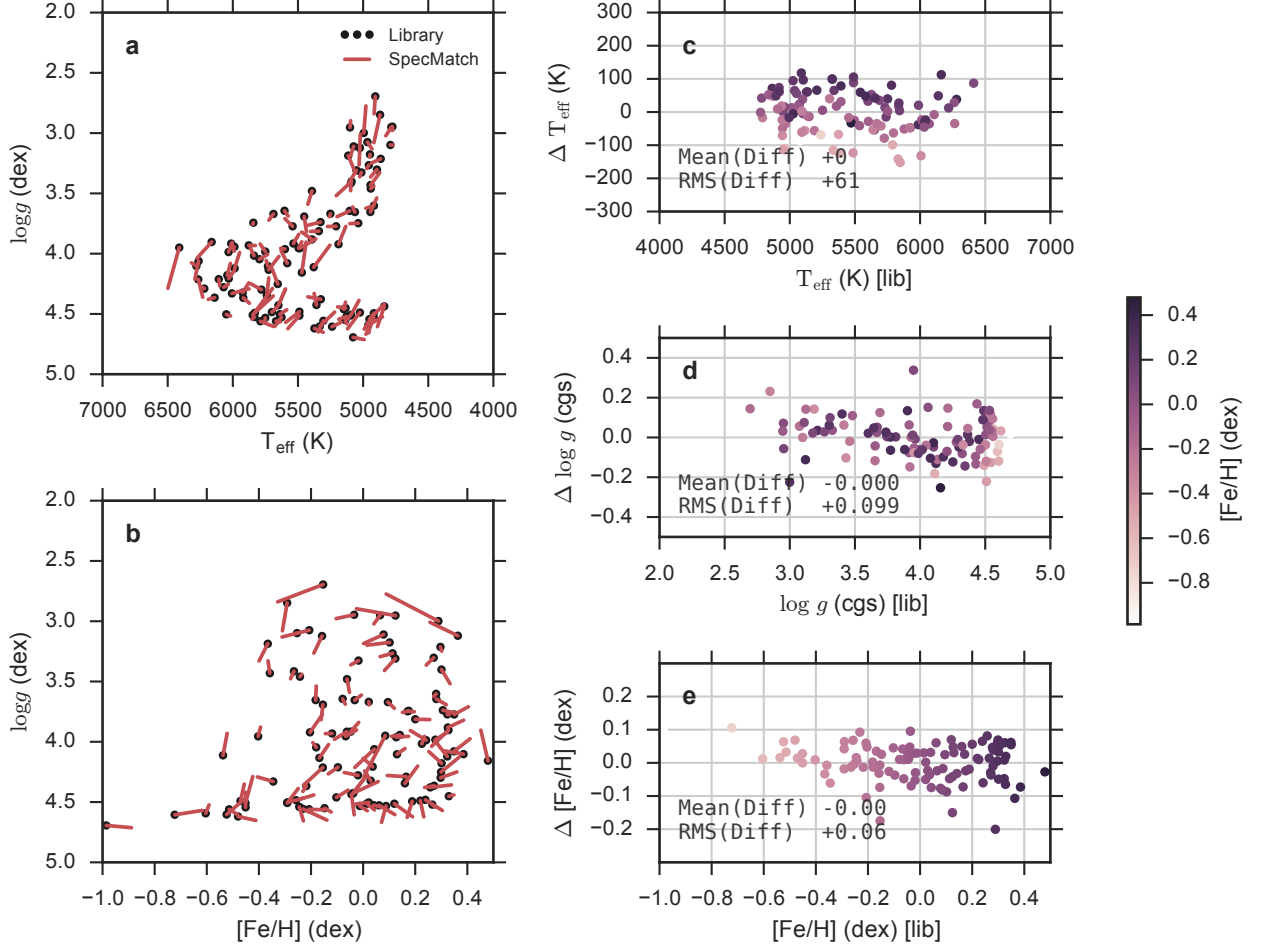 a
Library
SpecMatch
2.0
2.5
3.0
3.5
4.0
4.5
5.0
logg (dex)
7000 6500 6000 5500 5000 4500 4000
Teff (K)
b
2.0
2.5
3.0
3.5
4.0
4.5
5.0
logg (dex)
−1.0 −0.8 −0.6 −0.4 −0.2 0.0 0.2 0.4
[Fe/H] (dex)
c
300
200
100
0
−100
−200
−300
Δ Teff (K)
Mean(Diff) +0
RMS(Diff) +61
4000 4500 5000 5500 6000 6500 7000
Teff (K) [lib]
d
0.4
0.2
0.0
−0.2
−0.4
Δ log g (cgs)
Mean(Diff) -0.000
RMS(Diff) +0.099
2.0 2.5 3.0 3.5 4.0 4.5 5.0
log g (cgs) [lib]
e
0.2
0.1
0.0
−0.1
−0.2
Δ [Fe/H] (dex)
Mean(Diff) -0.00
RMS(Diff) +0.06
−1.0 −0.8 −0.6 −0.4 −0.2 0.0 0.2 0.4
[Fe/H] (dex) [lib]
0.4
0.2
0.0
−0.2
−0.4
−0.6
−0.8
[Fe/H] (dex)